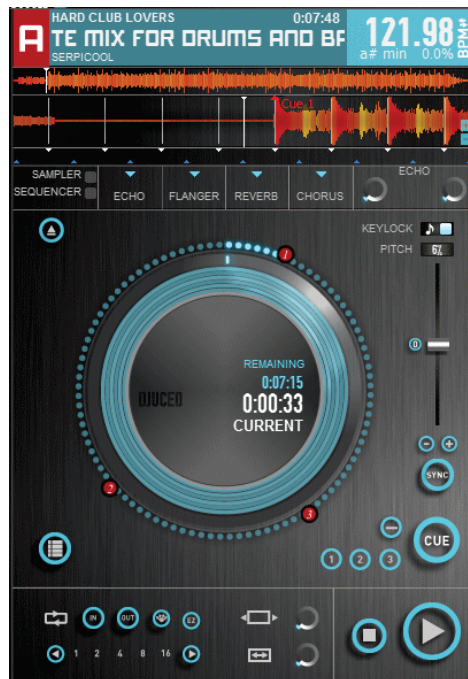 HARD CLUB LOVERS 0:07:48
A TE MIX FOR DRUMS AND BA
SERPICOOL
121.98 BPM
a# min 0.0%
Cue 1
SAMPLER
SEQUENCER
ECHO FLANGER REVERB CHORUS
ECHO
KEYLOCK
PITCH 6%
1
0
REMAINING
0:07:15
0:00:33
CURRENT
DJUCED
- +
SYNC
2
3
CUE
1 2 3
IN OUT EZ
1 2 4 8 16